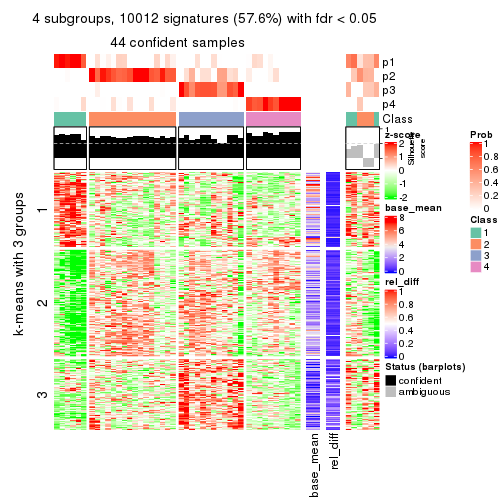 4 subgroups, 10012 signatures (57.6%) with fdr < 0.05
44 confident samples
p1
p2
p3
p4
Class
1
Silhouette
score
k-means with 3 groups
1
2
3
base_mean
rel_diff
z-score
2
1
0
-1
-2
base_mean
8
6
4
2
0
rel_diff
1
0.8
0.6
0.4
0.2
0
Status (barplots)
confident
ambiguous
Prob
1
0.8
0.6
0.4
0.2
0
Class
1
2
3
4